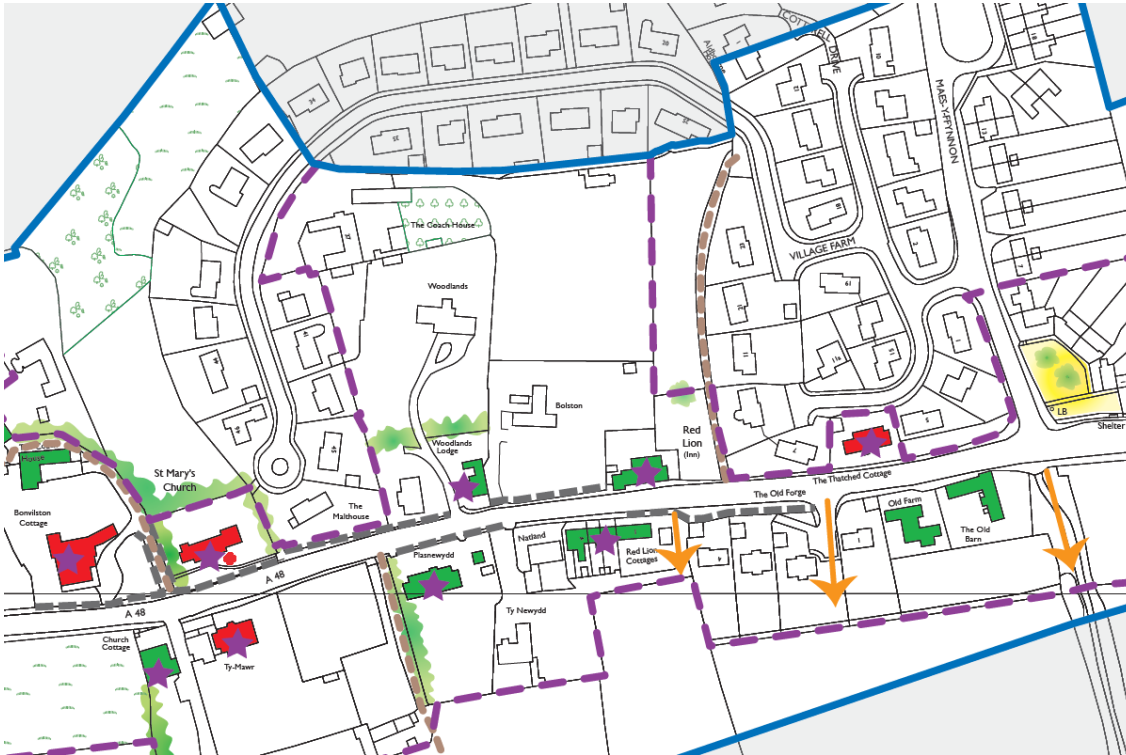 COTTRELL DRIVE
MAES-Y-FFYNNON
VILLAGE FARM
The Coach House
Woodlands
Bolston
Woodlands
Lodge
Red
Lion
(Inn)
LB
Shelter
The Thatched Cottage
The Old Forge
Old Farm
The Old
Barn
House
St Mary's
Church
Bonvilston
Cottage
The
Malthouse
Plasnewydd
Natland
Red Lion
Cottages
A 48
A 48
Ty Newydd
Church
Cottage
Ty-Mawr